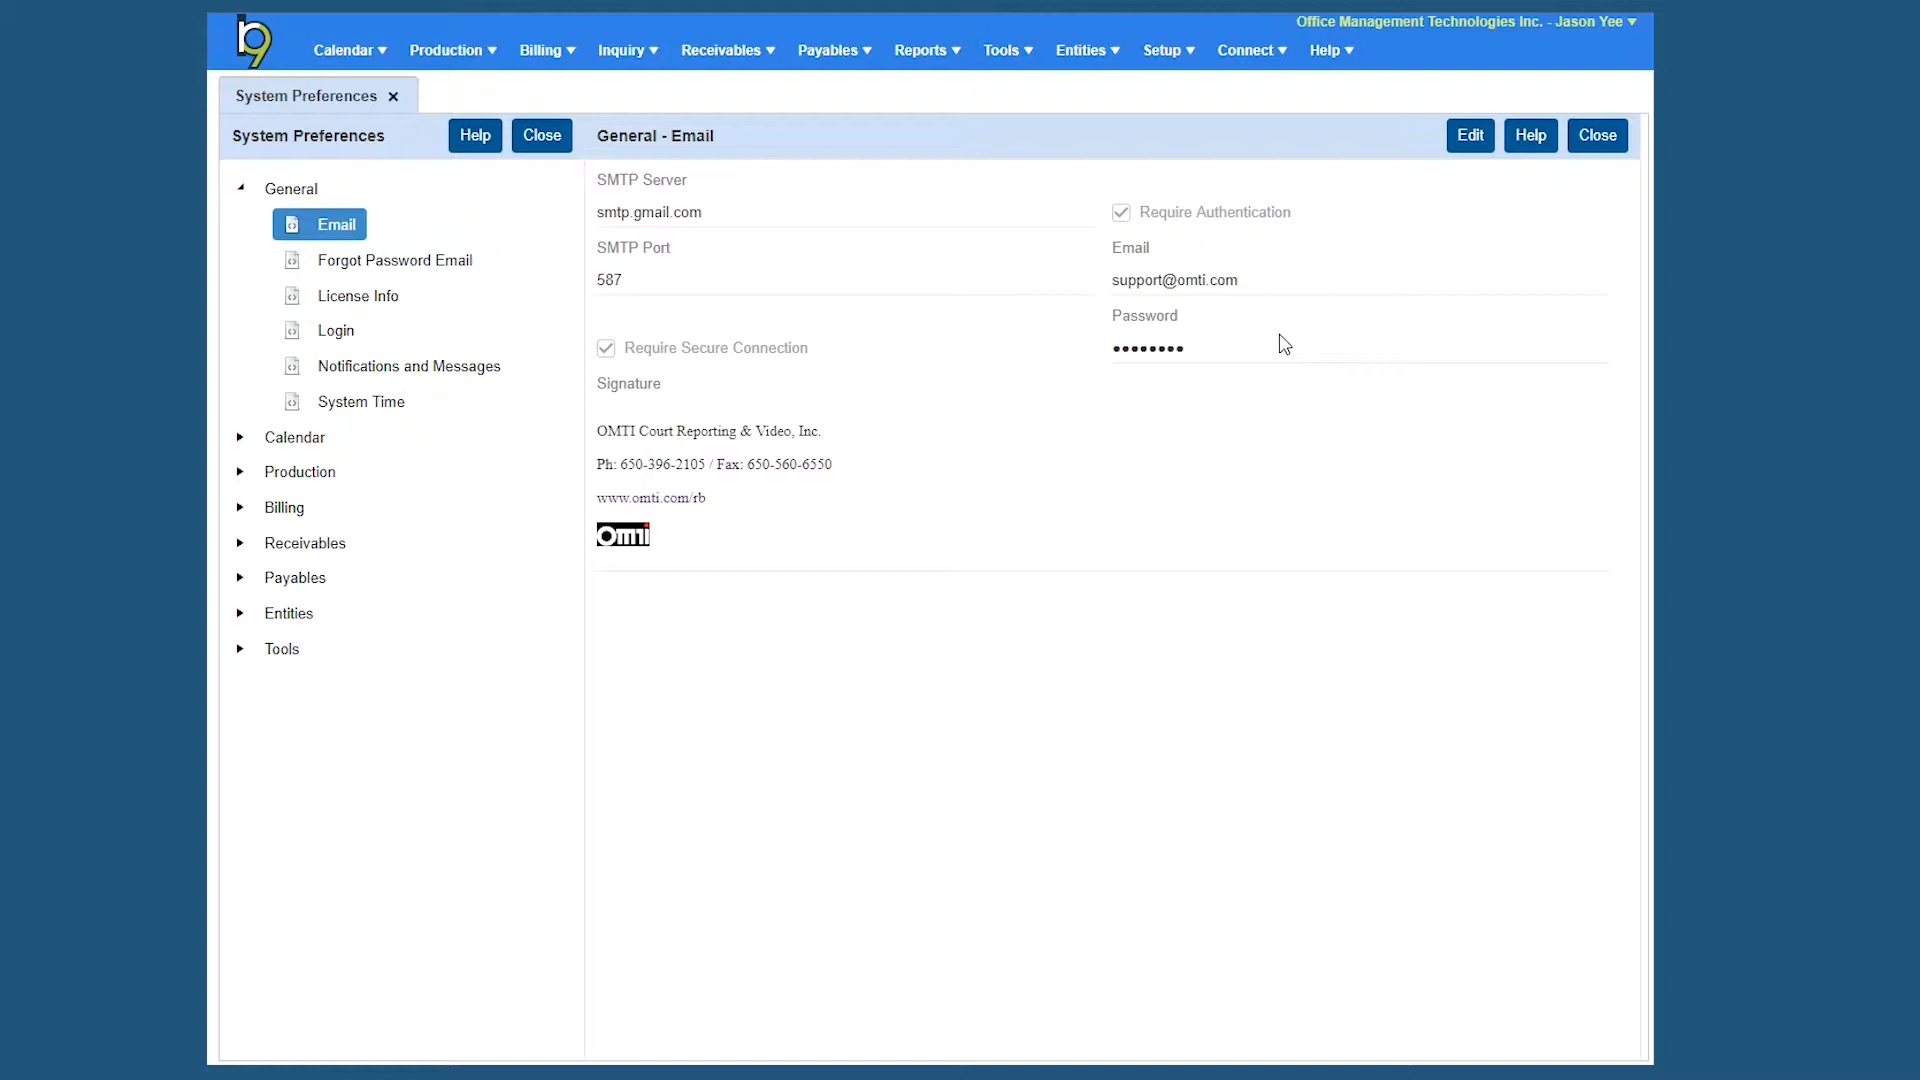 b9
Office Management Technologies Inc. - Jason Yee
Calendar Production Billing Inquiry Receivables Payables Reports Tools Entities Setup Connect Help
System Preferences
System Preferences Help Close General - Email Edit Help Close
General
Email
Forgot Password Email
License Info
Login
Notifications and Messages
System Time
Calendar
Production
Billing
Receivables
Payables
Entities
Tools
SMTP Server
smtp.gmail.com
Require Authentication
SMTP Port
587
Email
support@omti.com
Password
••••••••
Require Secure Connection
Signature
OMTI Court Reporting & Video, Inc.
Ph: 650-396-2105 / Fax: 650-560-6550
www.omti.com/rb
omti